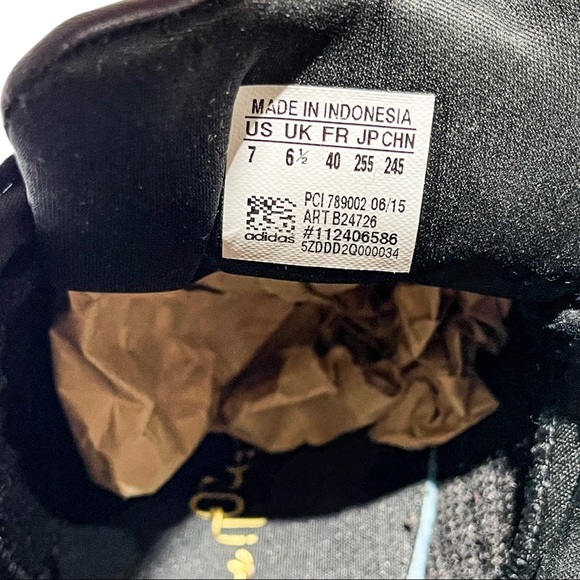 MADE IN INDONESIA
US UK FR JP CHN
7 6½ 40 255 245
PCI 789002 06/15
ART B24726
adidas #112406586
5ZDDD2Q000034